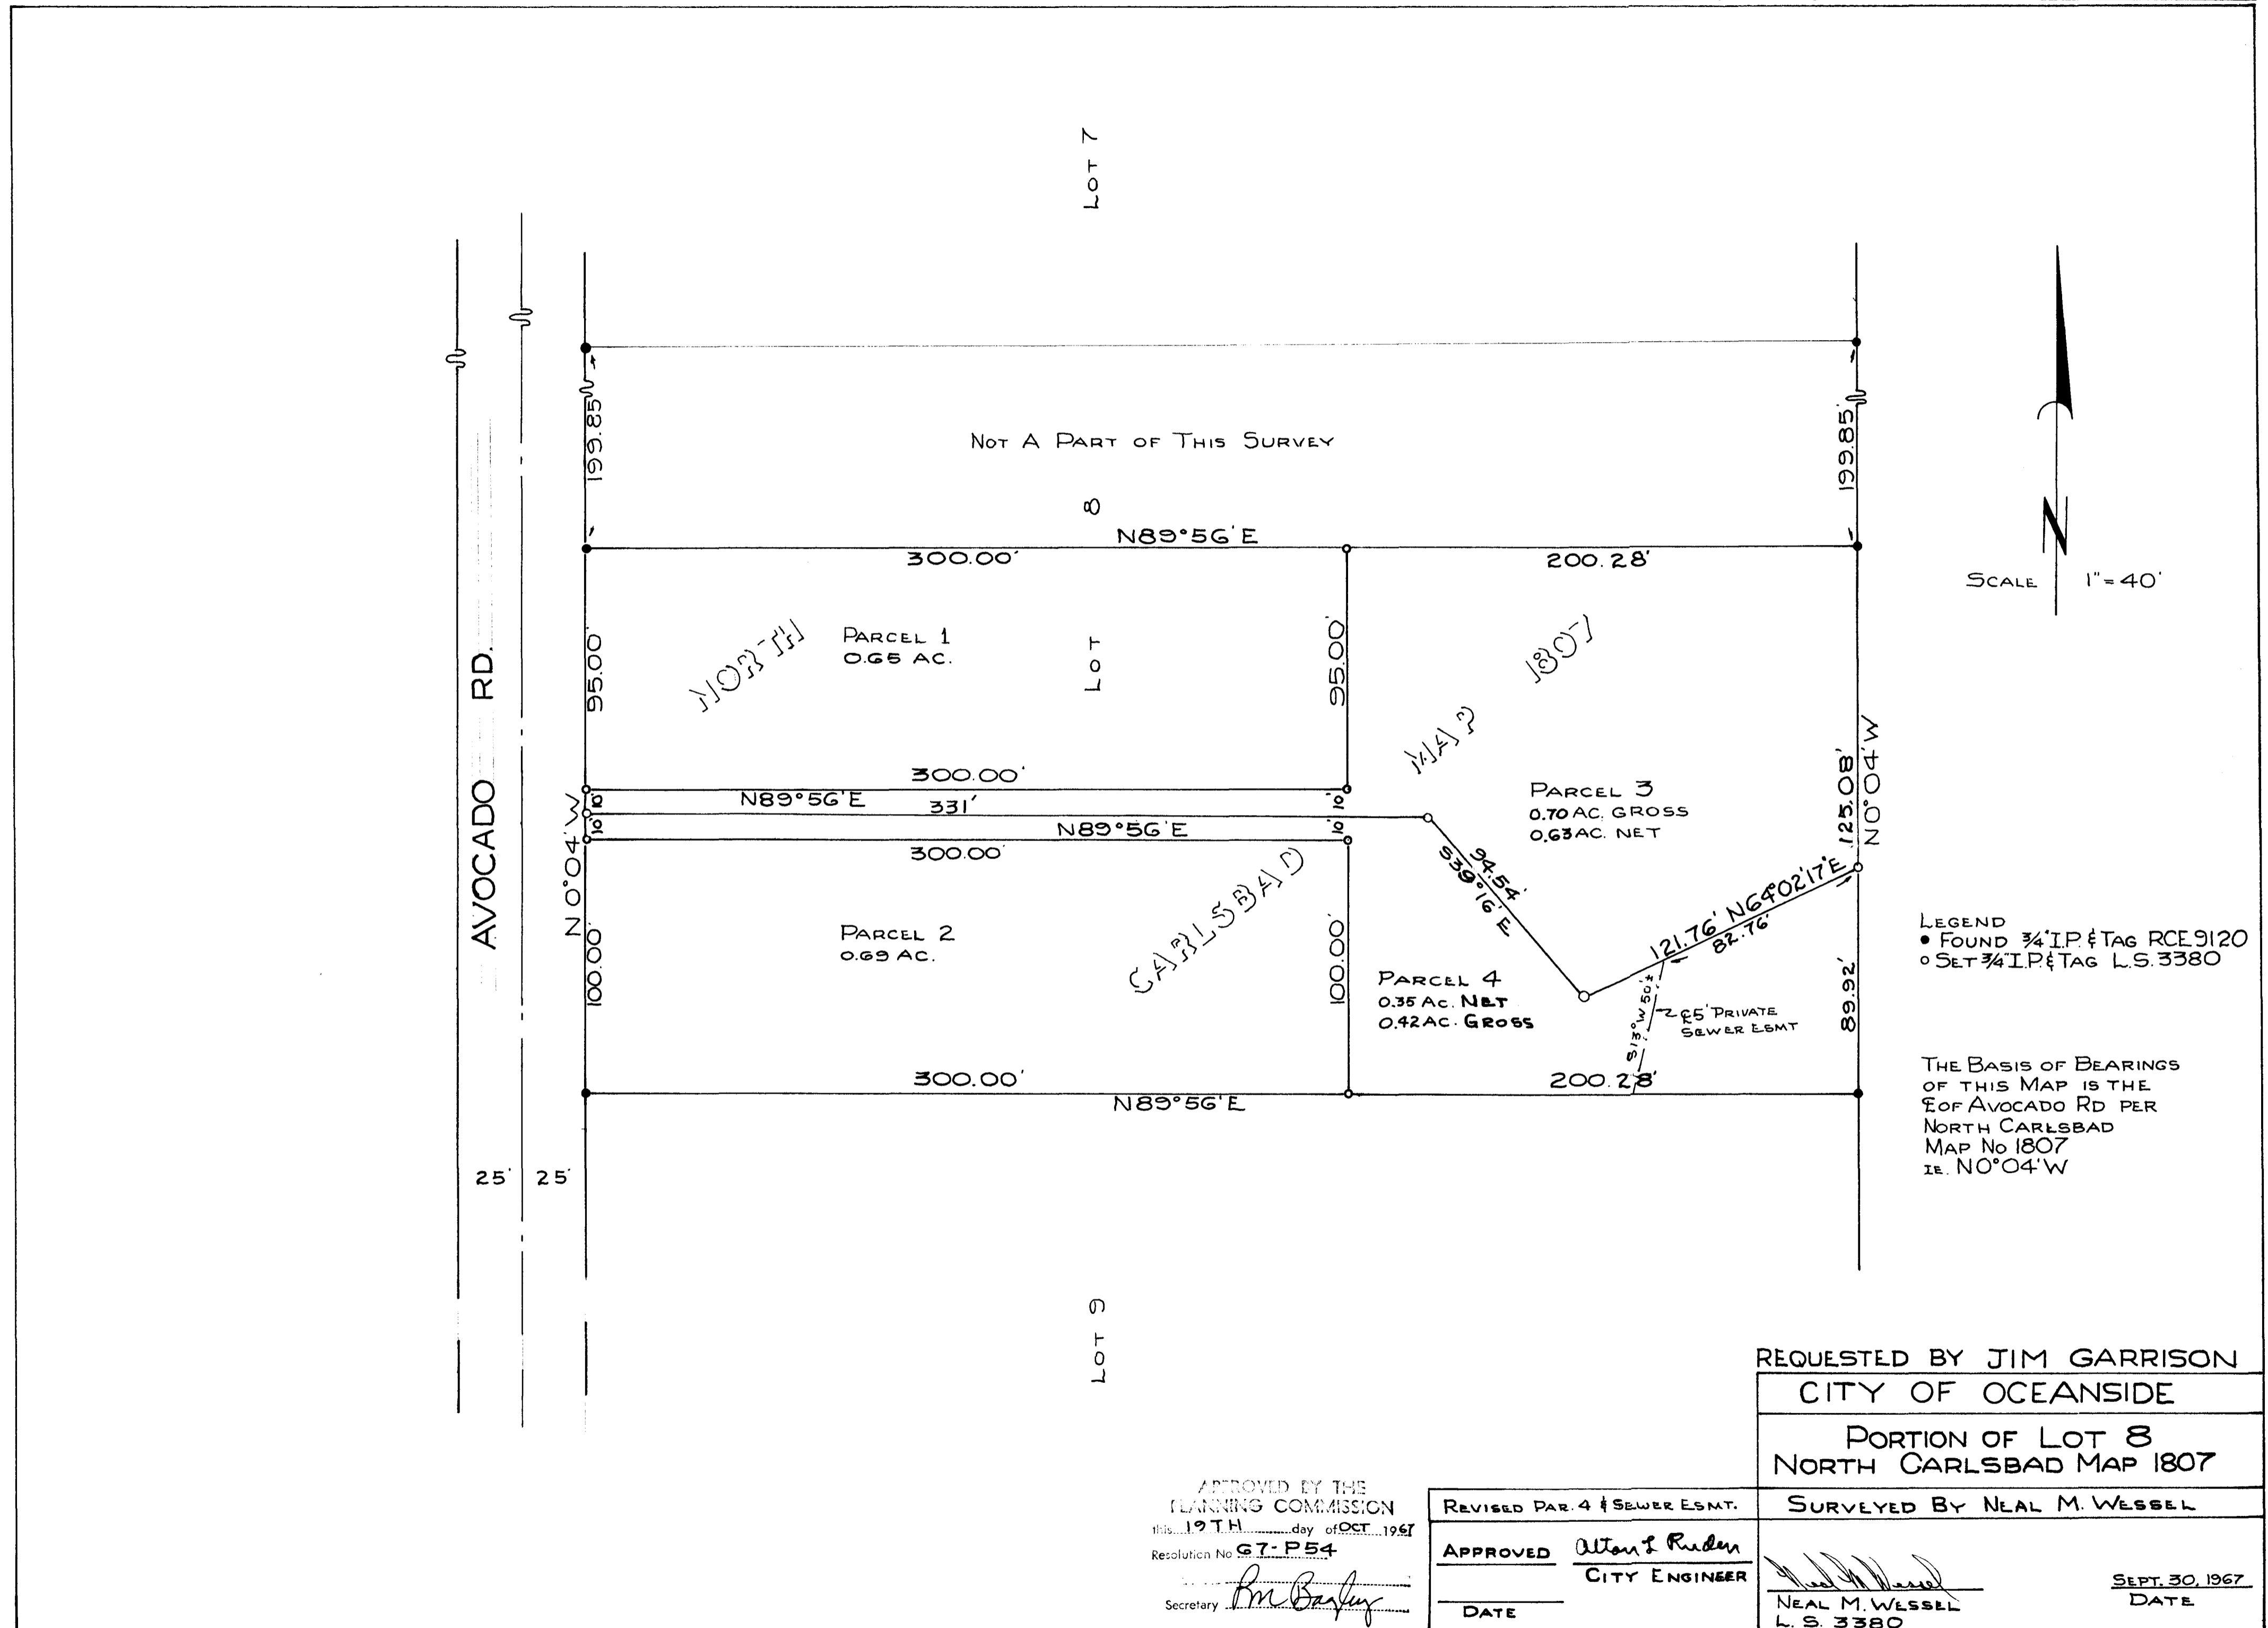 LOT 7
199.85'
199.85'
NOT A PART OF THIS SURVEY
8
N89°56'E
300.00'
200.28'
N
SCALE 1" = 40'
AVOCADO RD.
NORTH
PARCEL 1
0.65 AC.
LOT
95.00'
95.00'
MAP 1807
300.00'
N89°56'E
331'
10'
10'
10'
10'
N89°56'E
300.00'
N0°04'W
PARCEL 3
0.70 AC. GROSS
0.63 AC. NET
125.08'
N0°04'W
94.54'
S39°16'E
121.76' N64°02'17"E
82.76'
CARLSBAD
PARCEL 2
0.69 AC.
100.00'
100.00'
PARCEL 4
0.35 AC. NET
0.42 AC. GROSS
S13°W 50'±
℄5' PRIVATE
SEWER ESMT
89.92'
300.00'
200.28'
N89°56'E
LEGEND
● FOUND 3/4" I.P. & TAG RCE 9120
○ SET 3/4" I.P. & TAG L.S. 3380
THE BASIS OF BEARINGS
OF THIS MAP IS THE
℄ OF AVOCADO RD PER
NORTH CARLSBAD
MAP NO 1807
IE. N0°04'W
25' 25'
LOT 9
REQUESTED BY JIM GARRISON
CITY OF OCEANSIDE
PORTION OF LOT 8
NORTH CARLSBAD MAP 1807
SURVEYED BY NEAL M. WESSEL
Neal M Wessel
NEAL M. WESSEL
L. S. 3380
SEPT. 30, 1967
DATE
REVISED PAR. 4 & SEWER ESMT.
APPROVED Alton L Ruden
CITY ENGINEER
DATE
APPROVED BY THE
PLANNING COMMISSION
this 19TH day of OCT 1967
Resolution No 67-P54
Secretary